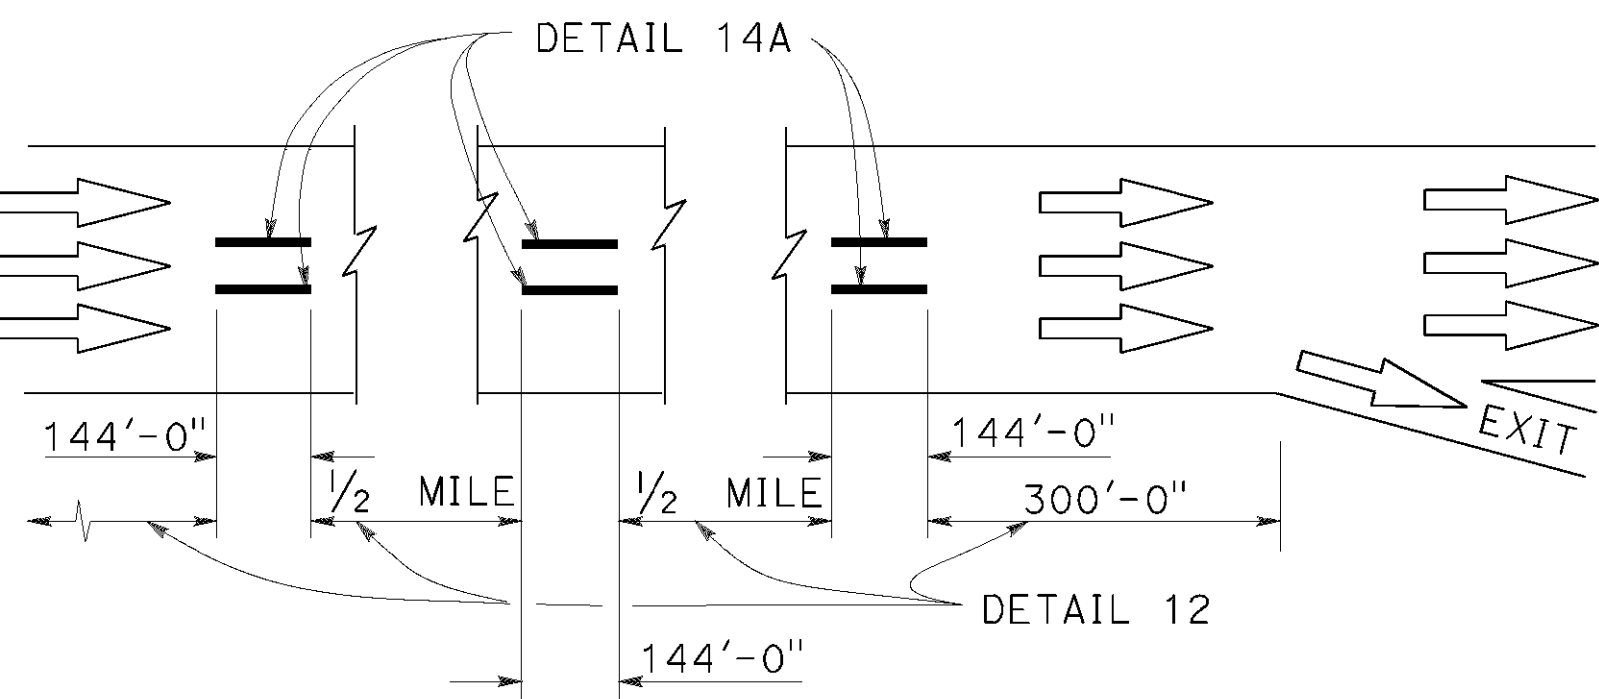 DETAIL 14A
EXIT
144'-0"
144'-0"
1/2 MILE
1/2 MILE
300'-0"
DETAIL 12
144'-0"